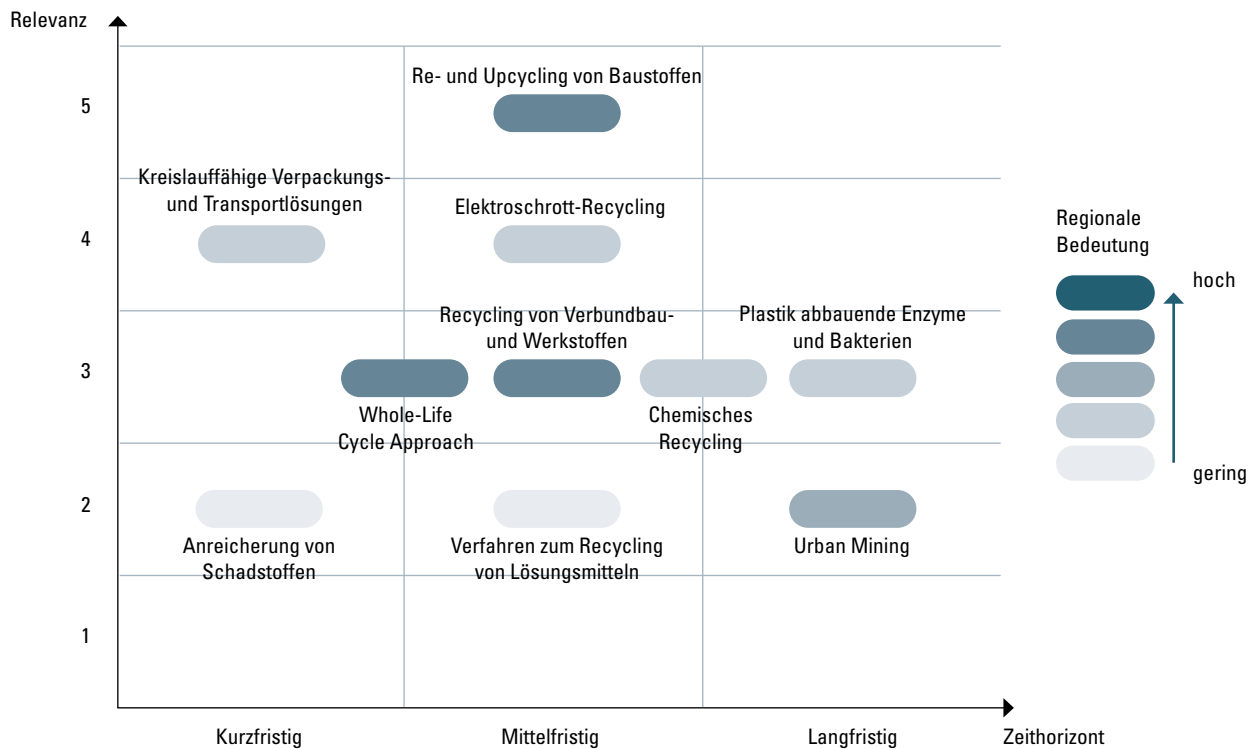 Relevanz
5
Re- und Upcycling von Baustoffen
Kreislauffähige Verpackungs-
und Transportlösungen
4
Elektroschrott-Recycling
Recycling von Verbundbau-
und Werkstoffen
Plastik abbauende Enzyme
und Bakterien
3
Whole-Life
Cycle Approach
Chemisches
Recycling
2
Anreicherung von
Schadstoffen
Verfahren zum Recycling
von Lösungsmitteln
Urban Mining
1
Kurzfristig
Mittelfristig
Langfristig
Zeithorizont
Regionale
Bedeutung
hoch
gering